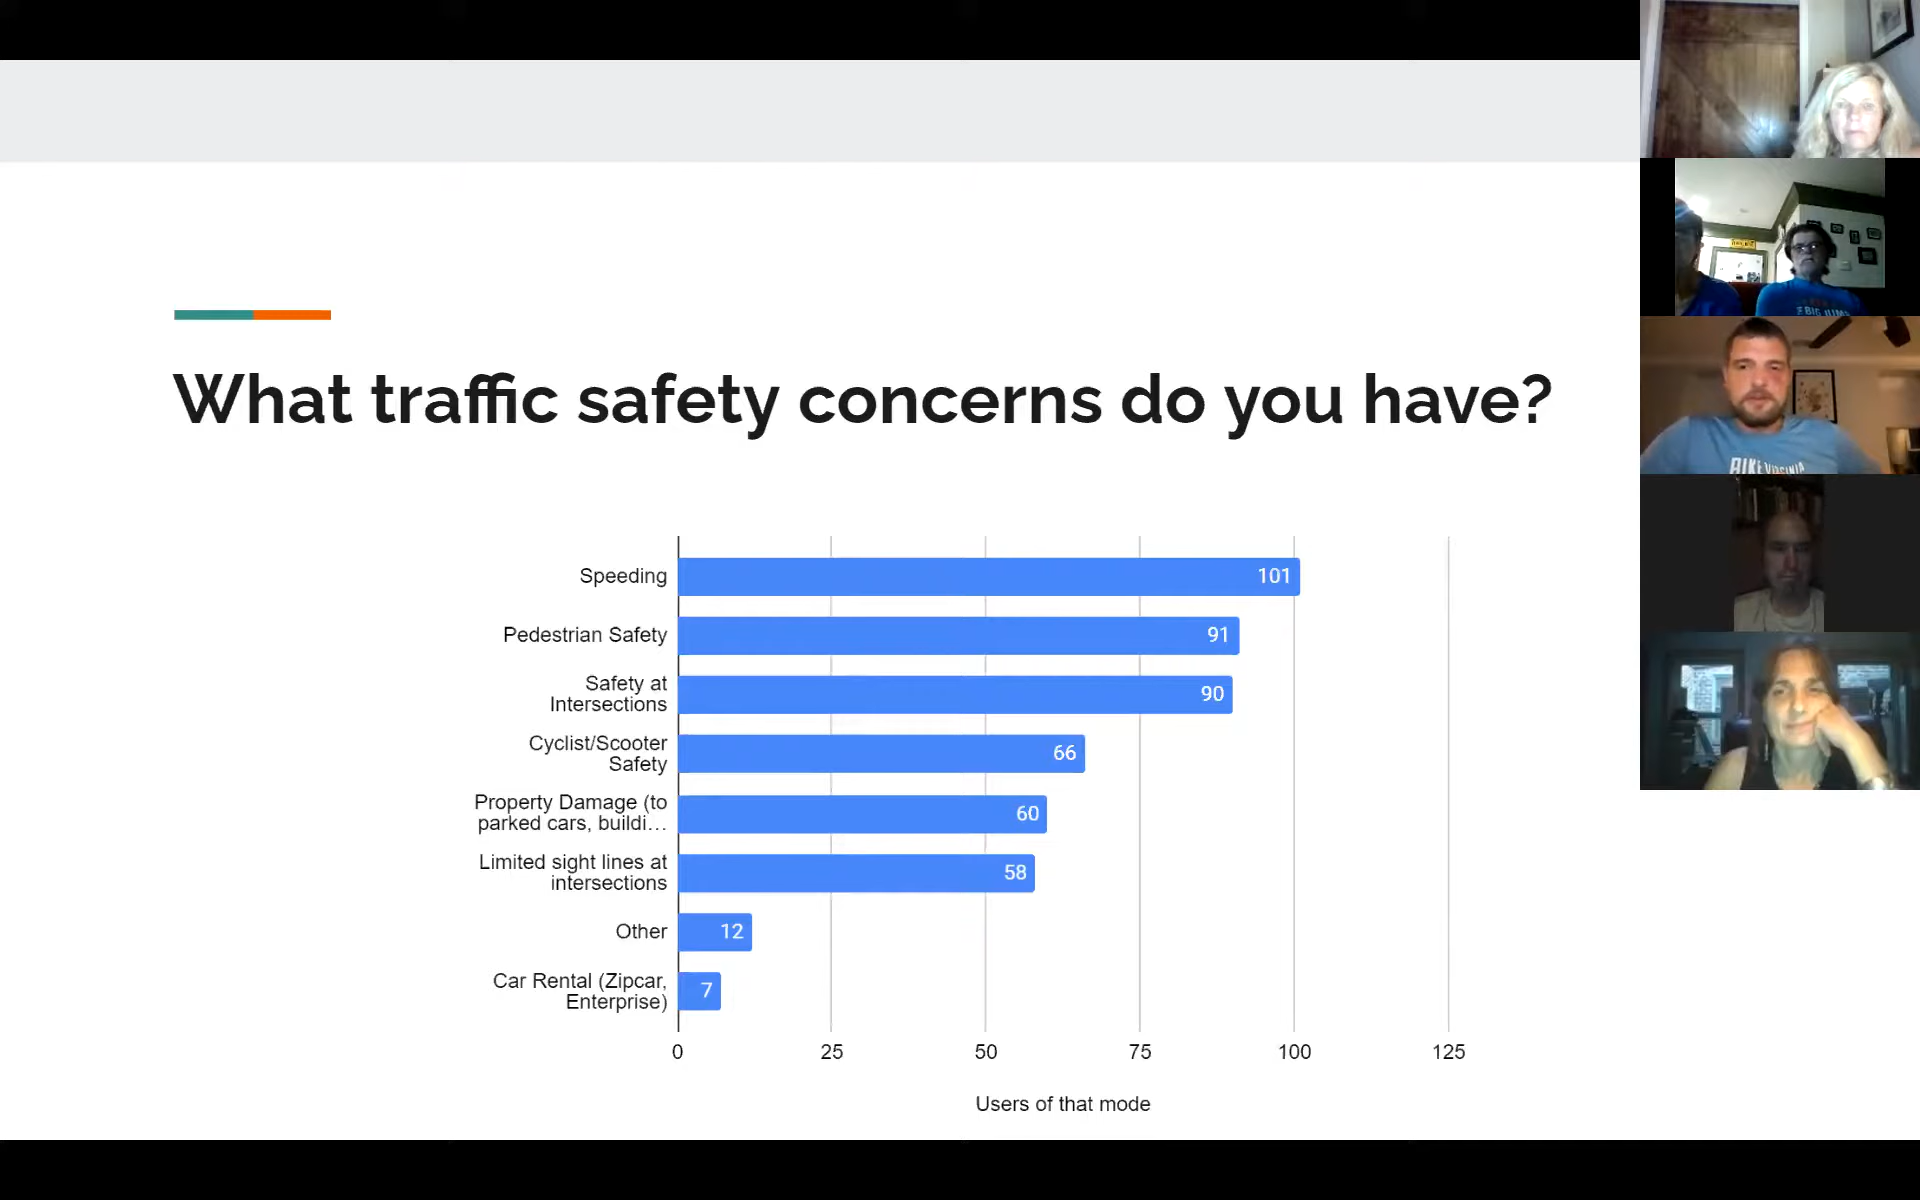 What traffic safety concerns do you have?
Speeding
101
Pedestrian Safety
91
Safety at
Intersections
90
Cyclist/Scooter
Safety
66
Property Damage (to
parked cars, buildi…
60
Limited sight lines at
intersections
58
Other
12
Car Rental (Zipcar,
Enterprise)
7
0 25 50 75 100 125
Users of that mode
BIKE VIRGINIA